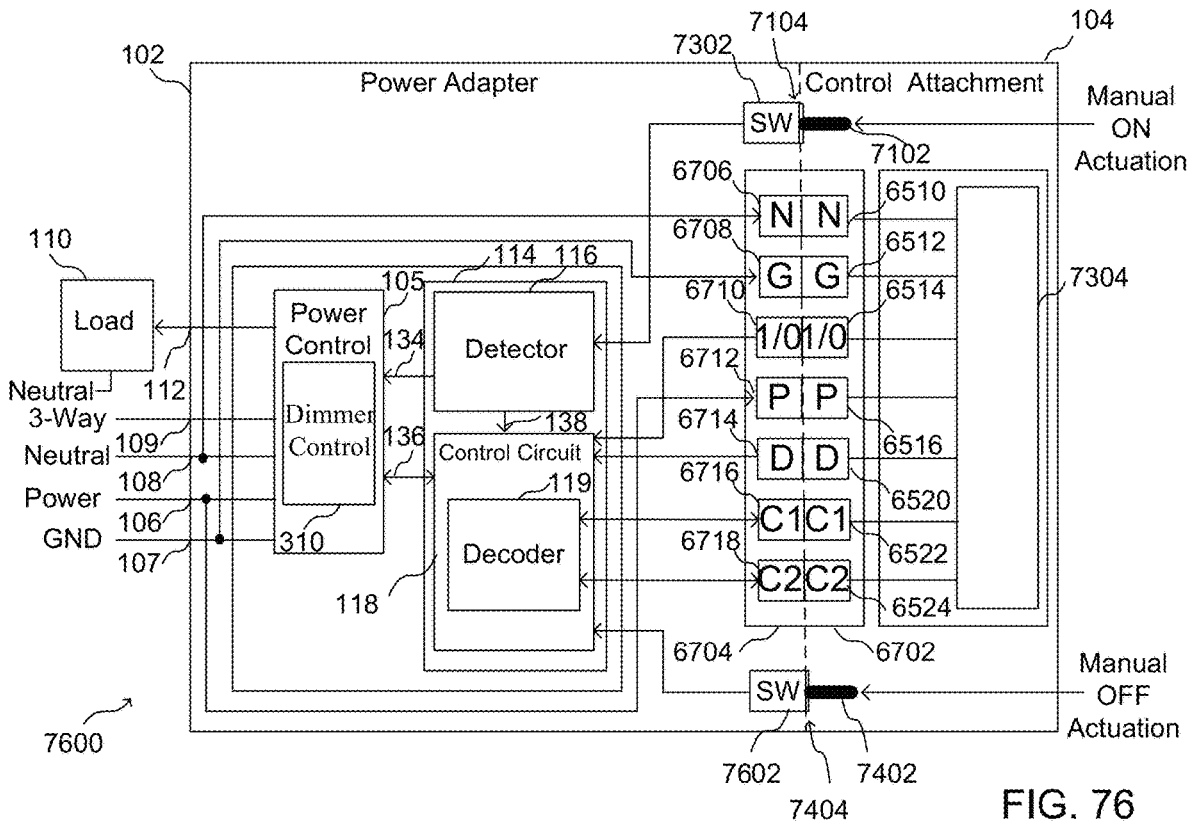 7104
7302
104
102
Power Adapter
Control Attachment
SW
Manual
ON
Actuation
7102
6706
N N
6510
6708
G G
6512
110
114
116
105
6710
1/0 1/0
6514
7304
Load
Power
Control
134
Detector
112
Neutral
3-Way
109
Dimmer
Control
6712
P P
6516
138
136
Control Circuit
6714
D D
6520
Neutral
108
Power
106
GND
107
310
119
Decoder
118
6716
C1 C1
6522
6718
C2 C2
6524
6704
6702
SW
Manual
OFF
Actuation
7600
7602
7404
7402
FIG. 76